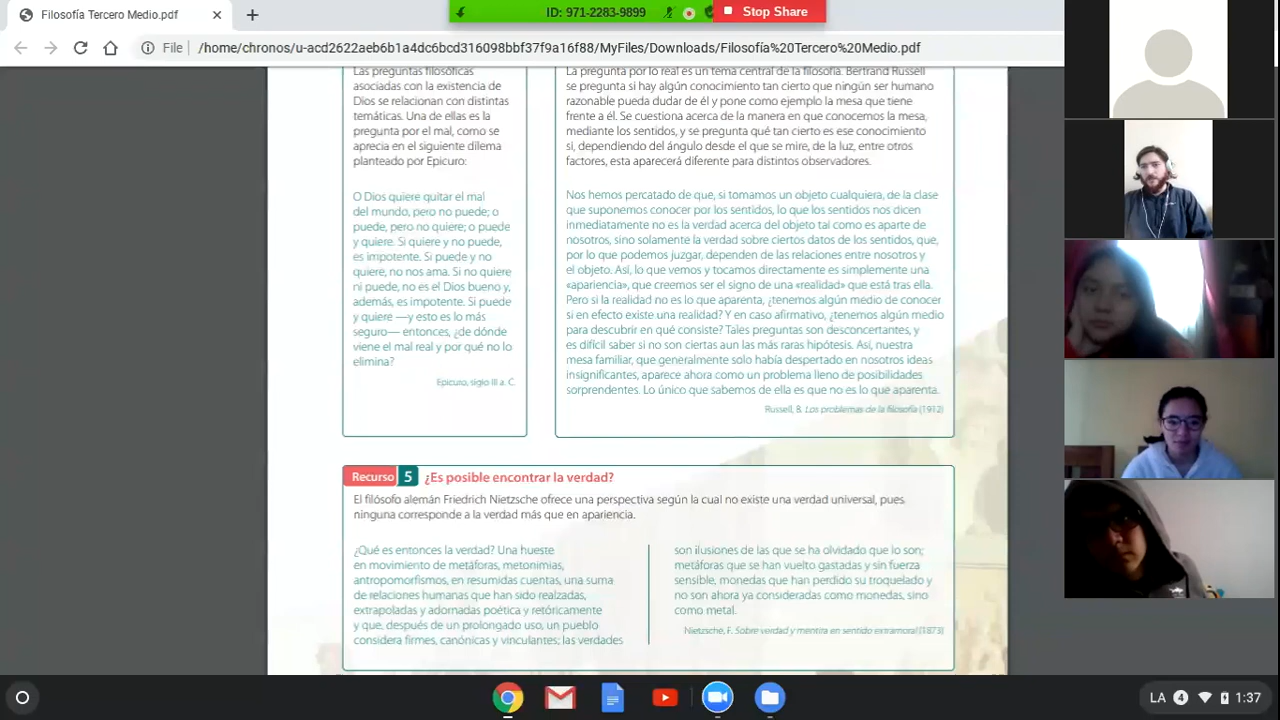 Filosofía Tercero Medio.pdf
ID: 971-2283-9899
Stop Share
File
/home/chronos/u-acd2622aeb6b1a4dc6bcd316098bbf37f9a16f88/MyFiles/Downloads/Filosofía%20Tercero%20Medio.pdf
Las preguntas filosóficas
asociadas con la existencia de
Dios se relacionan con distintas
temáticas. Una de ellas es la
pregunta por el mal, como se
aprecia en el siguiente dilema
planteado por Epicuro:
O Dios quiere quitar el mal
del mundo, pero no puede; o
puede, pero no quiere; o puede
y quiere. Si quiere y no puede,
es impotente. Si puede y no
quiere, no nos ama. Si no quiere
ni puede, no es el Dios bueno y,
además, es impotente. Si puede
y quiere —y esto es lo más
seguro— entonces, ¿de dónde
viene el mal real y por qué no lo
elimina?
Epicuro, siglo III a. C.
La pregunta por lo real es un tema central de la filosofía. Bertrand Russell
se pregunta si hay algún conocimiento tan cierto que ningún ser humano
razonable pueda dudar de él y pone como ejemplo la mesa que tiene
frente a él. Se cuestiona acerca de la manera en que conocemos la mesa,
mediante los sentidos, y se pregunta qué tan cierto es ese conocimiento
si, dependiendo del ángulo desde el que se mire, de la luz, entre otros
factores, esta aparecerá diferente para distintos observadores.
Nos hemos percatado de que, si tomamos un objeto cualquiera, de la clase
que suponemos conocer por los sentidos, lo que los sentidos nos dicen
inmediatamente no es la verdad acerca del objeto tal como es aparte de
nosotros, sino solamente la verdad sobre ciertos datos de los sentidos, que,
por lo que podemos juzgar, dependen de las relaciones entre nosotros y
el objeto. Así, lo que vemos y tocamos directamente es simplemente una
«apariencia», que creemos ser el signo de una «realidad» que está tras ella.
Pero si la realidad no es lo que aparenta, ¿tenemos algún medio de conocer
si en efecto existe una realidad? Y en caso afirmativo, ¿tenemos algún medio
para descubrir en qué consiste? Tales preguntas son desconcertantes, y
es difícil saber si no son ciertas aun las más raras hipótesis. Así, nuestra
mesa familiar, que generalmente solo había despertado en nosotros ideas
insignificantes, aparece ahora como un problema lleno de posibilidades
sorprendentes. Lo único que sabemos de ella es que no es lo que aparenta.
Russell, B. Los problemas de la filosofía (1912)
Recurso 5 ¿Es posible encontrar la verdad?
El filósofo alemán Friedrich Nietzsche ofrece una perspectiva según la cual no existe una verdad universal, pues
ninguna corresponde a la verdad más que en apariencia.
¿Qué es entonces la verdad? Una hueste
en movimiento de metáforas, metonimias,
antropomorfismos, en resumidas cuentas, una suma
de relaciones humanas que han sido realzadas,
extrapoladas y adornadas poética y retóricamente
y que, después de un prolongado uso, un pueblo
considera firmes, canónicas y vinculantes; las verdades
son ilusiones de las que se ha olvidado que lo son;
metáforas que se han vuelto gastadas y sin fuerza
sensible, monedas que han perdido su troquelado y
no son ahora ya consideradas como monedas, sino
como metal.
Nietzsche, F. Sobre verdad y mentira en sentido extramoral (1873)
LA 4 1:37